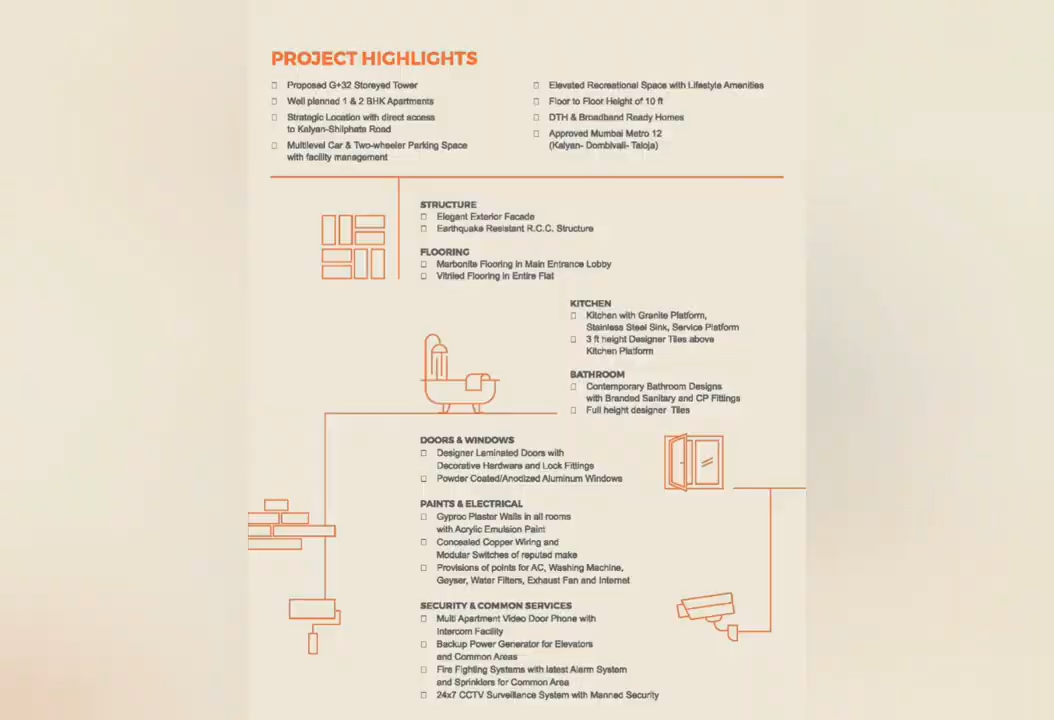 PROJECT HIGHLIGHTS
Proposed G+32 Storeyed Tower
Well planned 1 & 2 BHK Apartments
Strategic Location with direct access
to Kalyan-Shilphata Road
Multilevel Car & Two-wheeler Parking Space
with facility management
Elevated Recreational Space with Lifestyle Amenities
Floor to Floor Height of 10 ft
DTH & Broadband Ready Homes
Approved Mumbai Metro 12
(Kalyan- Dombivali- Taloja)
STRUCTURE
Elegant Exterior Facade
Earthquake Resistant R.C.C. Structure
FLOORING
Marbonite Flooring in Main Entrance Lobby
Vitrified Flooring in Entire Flat
KITCHEN
Kitchen with Granite Platform,
Stainless Steel Sink, Service Platform
3 ft height Designer Tiles above
Kitchen Platform
BATHROOM
Contemporary Bathroom Designs
with Branded Sanitary and CP Fittings
Full height designer Tiles
DOORS & WINDOWS
Designer Laminated Doors with
Decorative Hardware and Lock Fittings
Powder Coated/Anodized Aluminum Windows
PAINTS & ELECTRICAL
Gyproc Plaster Walls in all rooms
with Acrylic Emulsion Paint
Concealed Copper Wiring and
Modular Switches of reputed make
Provisions of points for AC, Washing Machine,
Geyser, Water Filters, Exhaust Fan and Internet
SECURITY & COMMON SERVICES
Multi Apartment Video Door Phone with
Intercom Facility
Backup Power Generator for Elevators
and Common Areas
Fire Fighting Systems with latest Alarm System
and Sprinklers for Common Area
24x7 CCTV Surveillance System with Manned Security